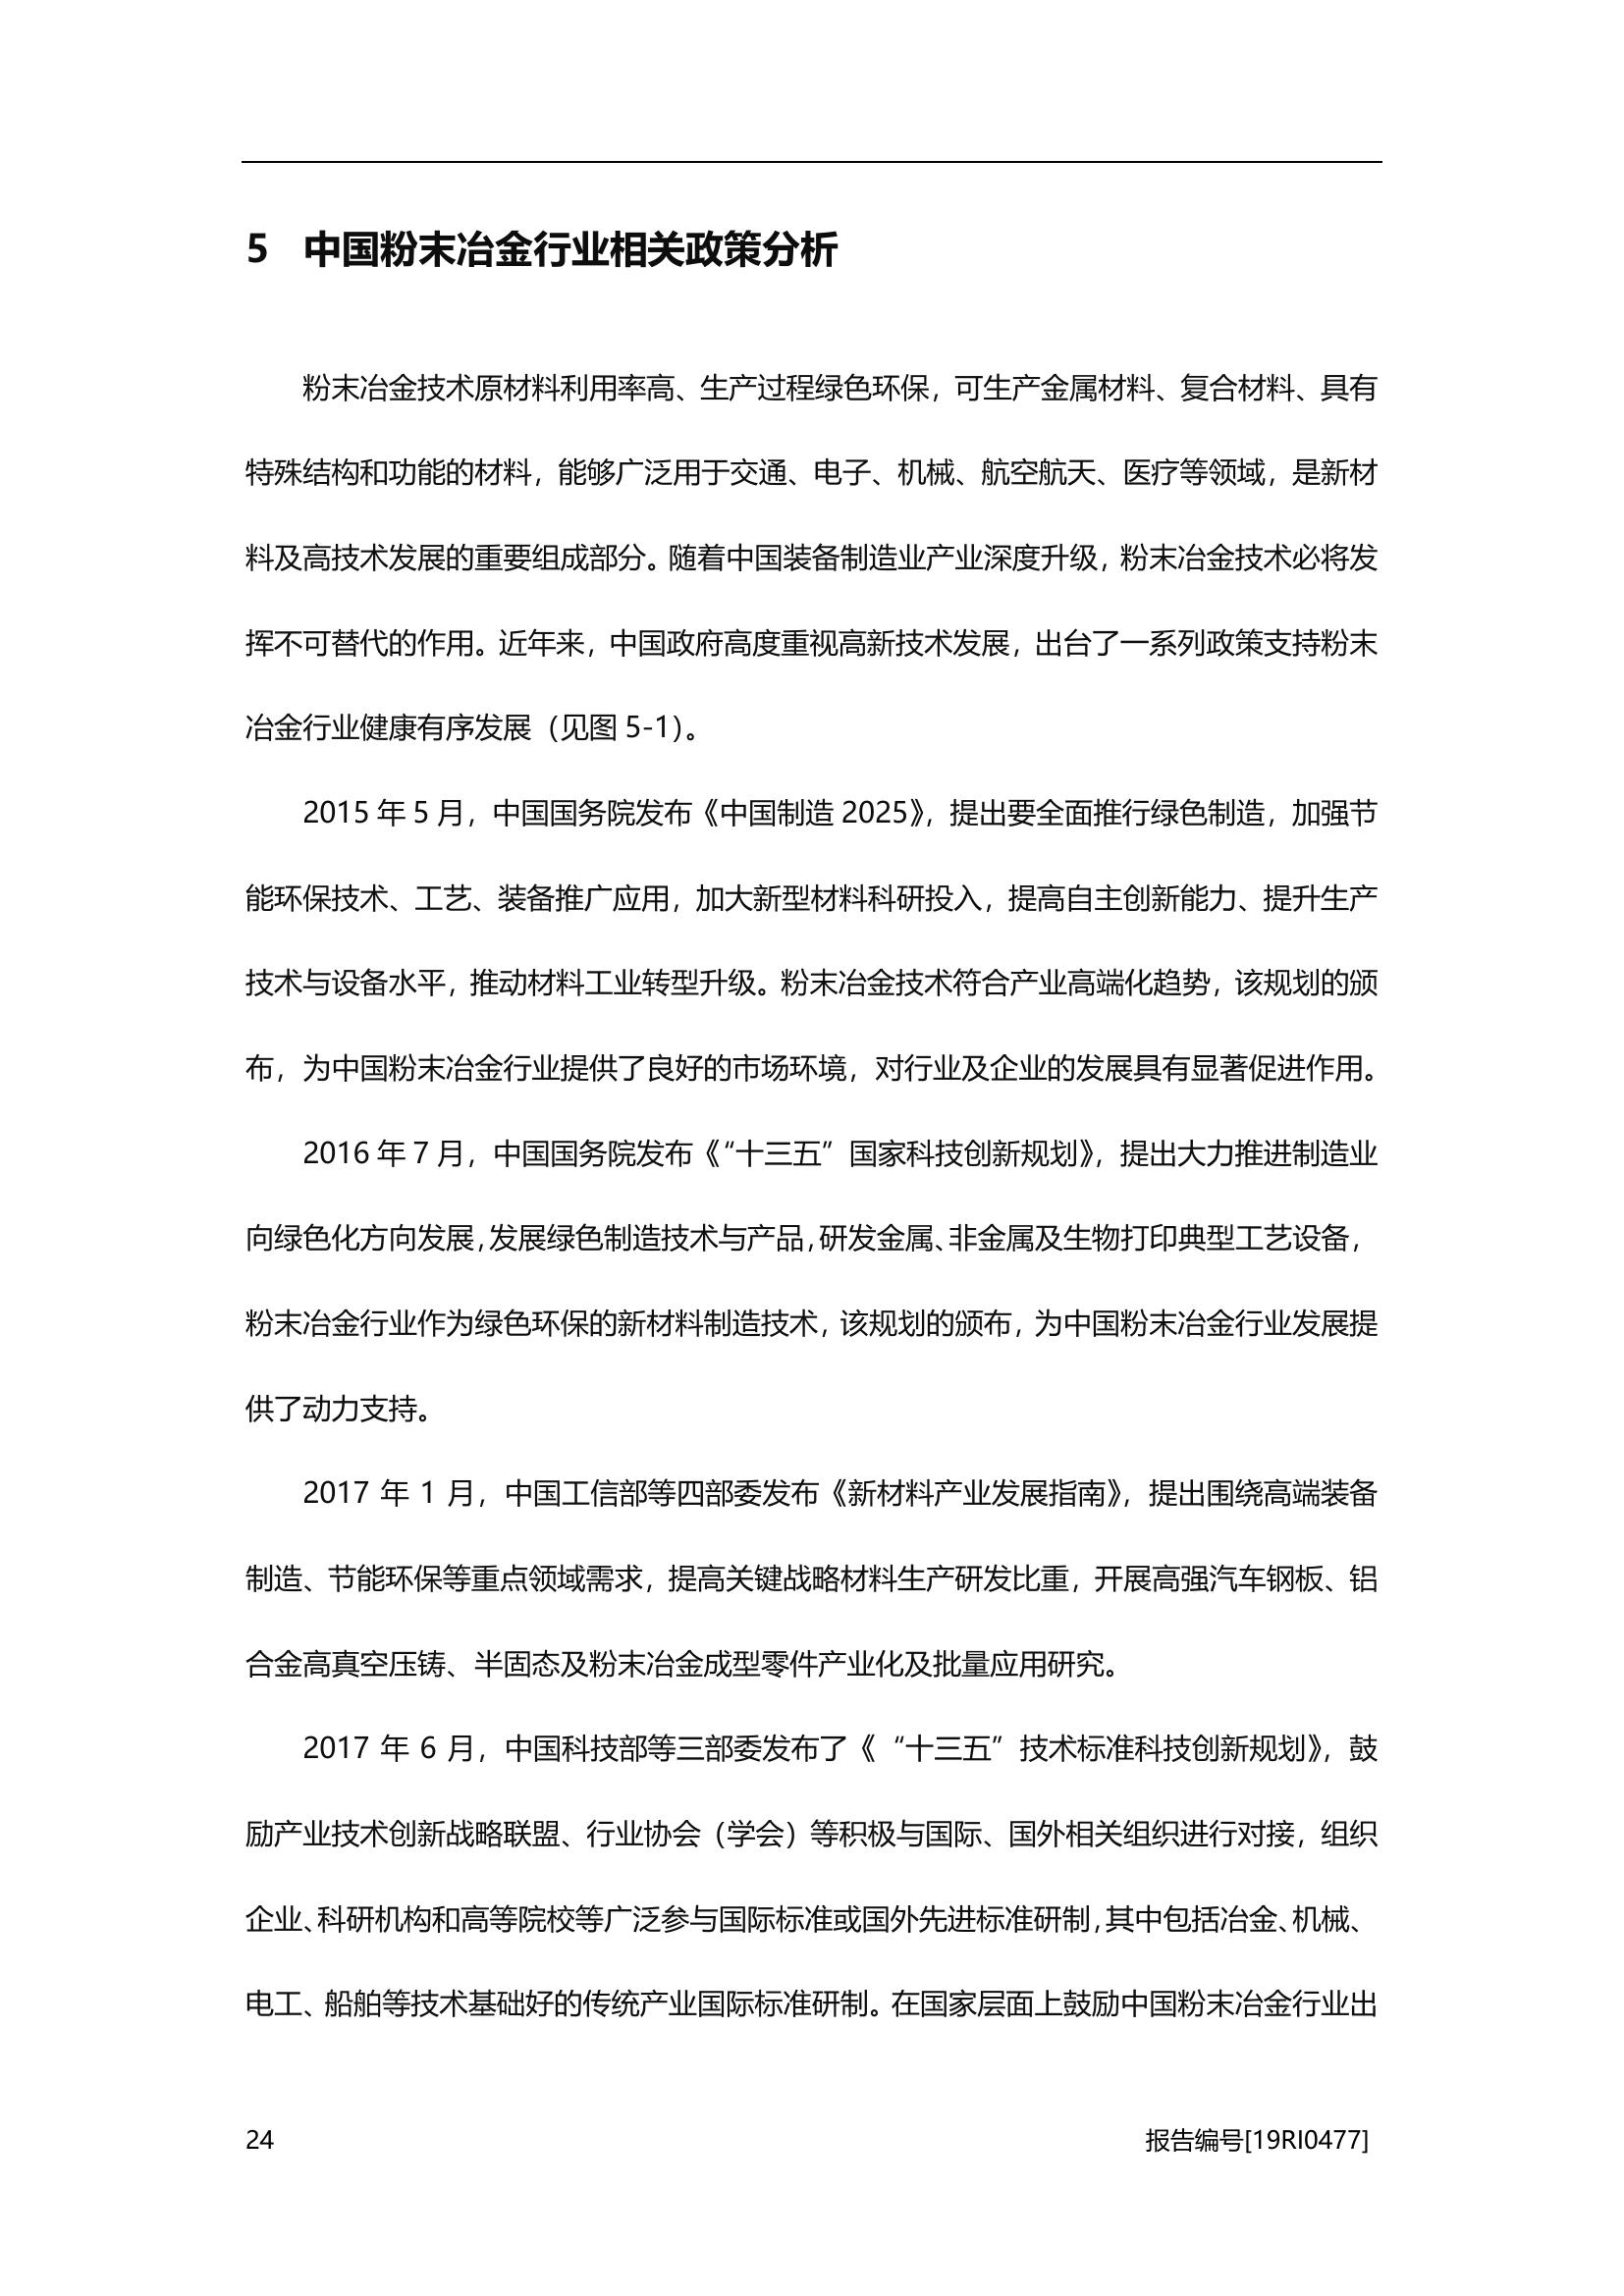 5 中国粉末冶金行业相关政策分析
粉末冶金技术原材料利用率高、生产过程绿色环保，可生产金属材料、复合材料、具有
特殊结构和功能的材料，能够广泛用于交通、电子、机械、航空航天、医疗等领域，是新材
料及高技术发展的重要组成部分。随着中国装备制造业产业深度升级，粉末冶金技术必将发
挥不可替代的作用。近年来，中国政府高度重视高新技术发展，出台了一系列政策支持粉末
冶金行业健康有序发展（见图 5-1）。
2015 年 5 月，中国国务院发布《中国制造 2025》，提出要全面推行绿色制造，加强节
能环保技术、工艺、装备推广应用，加大新型材料科研投入，提高自主创新能力、提升生产
技术与设备水平，推动材料工业转型升级。粉末冶金技术符合产业高端化趋势，该规划的颁
布，为中国粉末冶金行业提供了良好的市场环境，对行业及企业的发展具有显著促进作用。
2016 年 7 月，中国国务院发布《“十三五”国家科技创新规划》，提出大力推进制造业
向绿色化方向发展，发展绿色制造技术与产品，研发金属、非金属及生物打印典型工艺设备，
粉末冶金行业作为绿色环保的新材料制造技术，该规划的颁布，为中国粉末冶金行业发展提
供了动力支持。
2017 年 1 月，中国工信部等四部委发布《新材料产业发展指南》，提出围绕高端装备
制造、节能环保等重点领域需求，提高关键战略材料生产研发比重，开展高强汽车钢板、铝
合金高真空压铸、半固态及粉末冶金成型零件产业化及批量应用研究。
2017 年 6 月，中国科技部等三部委发布了《 “十三五”技术标准科技创新规划》，鼓
励产业技术创新战略联盟、行业协会（学会）等积极与国际、国外相关组织进行对接，组织
企业、科研机构和高等院校等广泛参与国际标准或国外先进标准研制，其中包括冶金、机械、
电工、船舶等技术基础好的传统产业国际标准研制。在国家层面上鼓励中国粉末冶金行业出
24 报告编号[19RI0477]